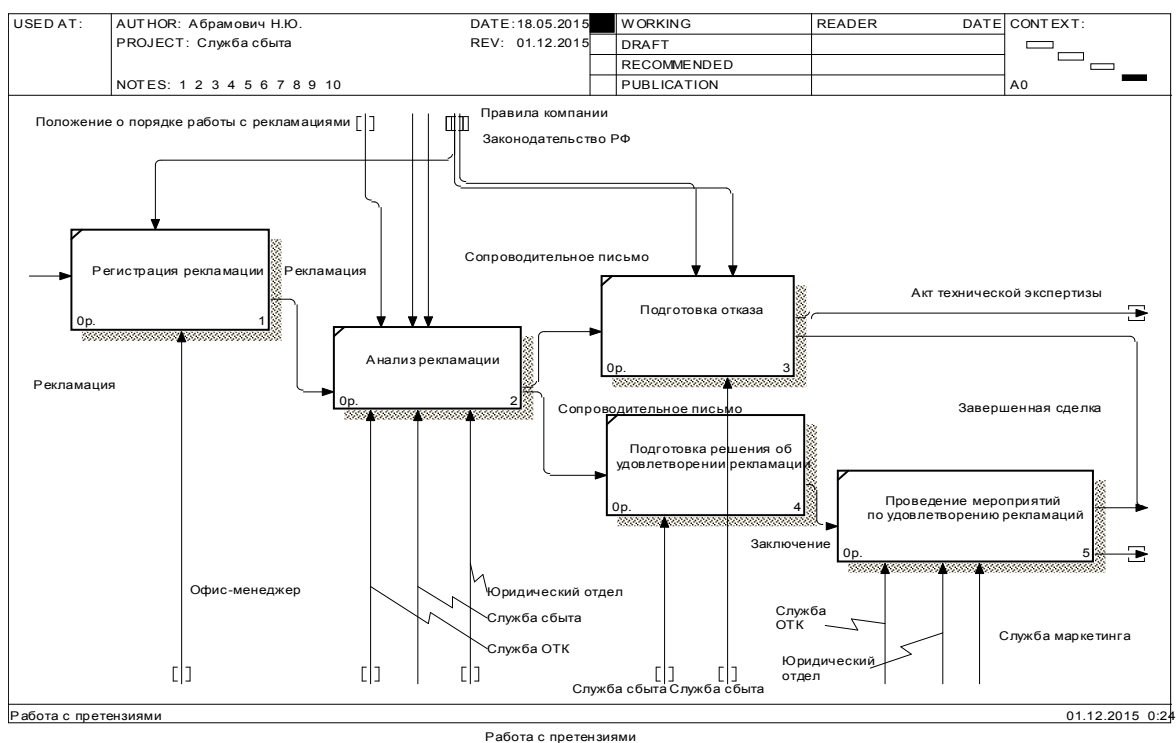 USED AT:
AUTHOR: Абрамович Н.Ю.
DATE: 18.05.2015
PROJECT: Служба сбыта
REV: 01.12.2015
NOTES: 1 2 3 4 5 6 7 8 9 10
WORKING
DRAFT
RECOMMENDED
PUBLICATION
READER
DATE
CONTEXT:
A0
Положение о порядке работы с рекламациями
Правила компании
Законодательство РФ
Регистрация рекламации
0р.
1
Рекламация
Рекламация
Анализ рекламации
0р.
2
Сопроводительное письмо
Подготовка отказа
0р.
3
Акт технической экспертизы
Сопроводительное письмо
Завершенная сделка
Подготовка решения об
удовлетворении рекламации
0р.
4
Заключение
Проведение мероприятий
по удовлетворению рекламаций
0р.
5
Офис-менеджер
Юридический отдел
Служба сбыта
Служба ОТК
Служба
ОТК
Юридический
отдел
Служба маркетинга
Служба сбыта
Служба сбыта
Работа с претензиями
01.12.2015 0:24
Работа с претензиями